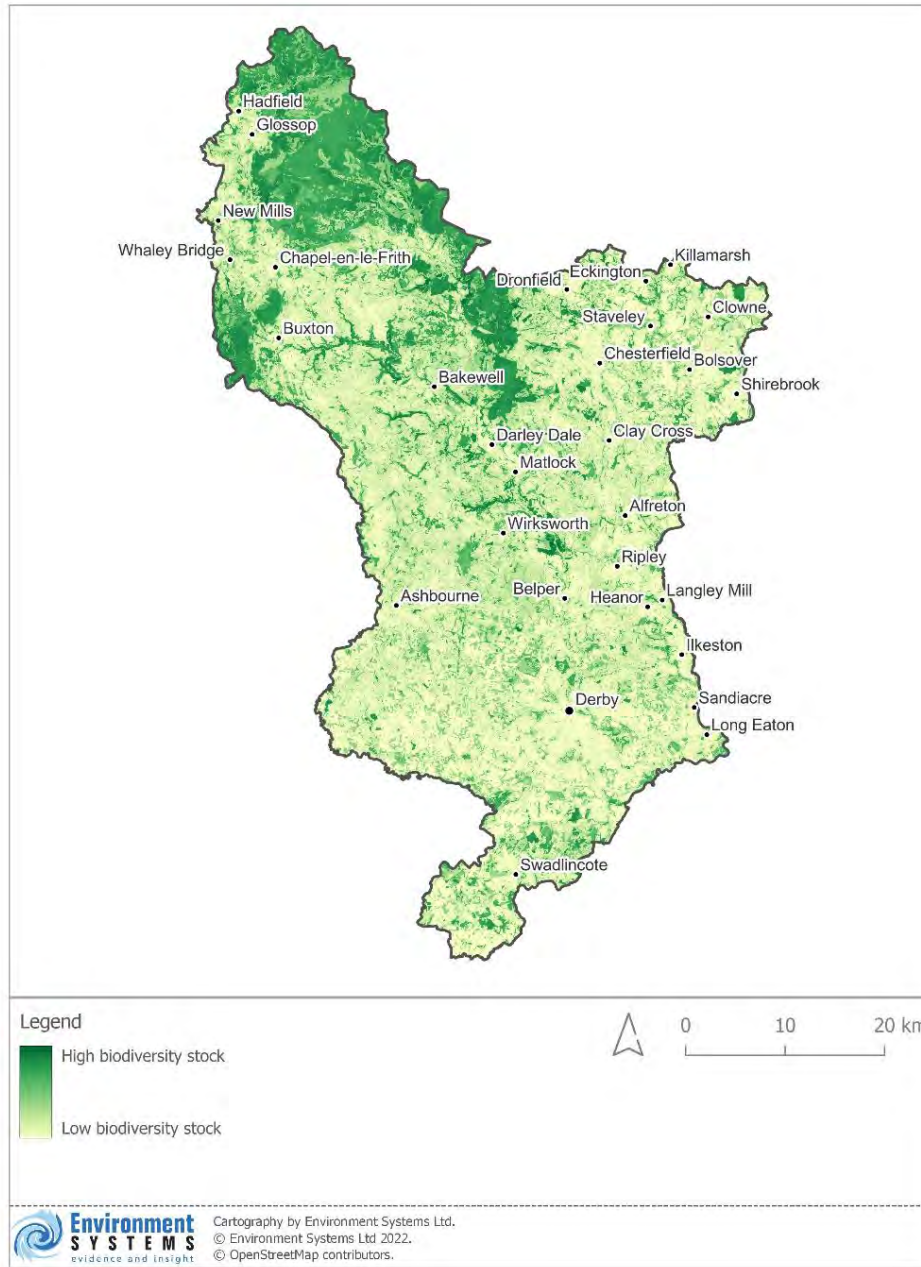 Hadfield
Glossop
New Mills
Whaley Bridge
Chapel-en-le-Frith
Killamarsh
Eckington
Dronfield
Clowne
Staveley
Buxton
Chesterfield
Bolsover
Bakewell
Shirebrook
Darley Dale
Clay Cross
Matlock
Alfreton
Wirksworth
Ripley
Ashbourne
Belper
Heanor
Langley Mill
Ilkeston
Derby
Sandiacre
Long Eaton
Swadlincote
Legend
High biodiversity stock
Low biodiversity stock
0 10 20 km
Environment
SYSTEMS
evidence and insight
Cartography by Environment Systems Ltd.
© Environment Systems Ltd 2022.
© OpenStreetMap contributors.